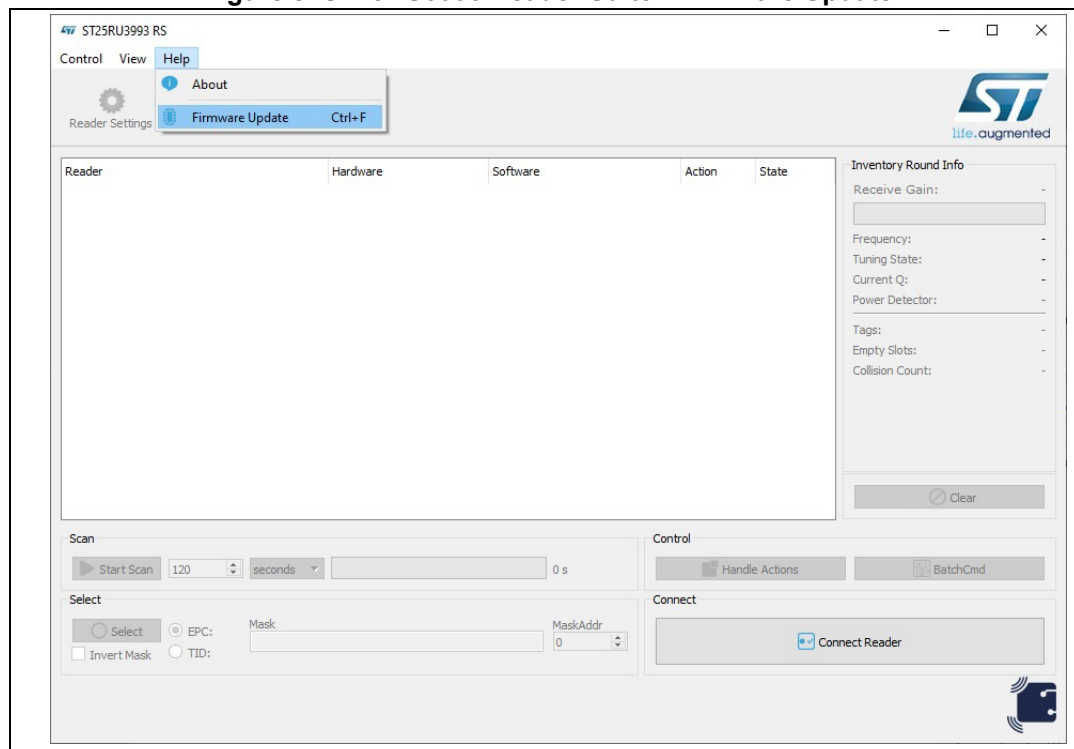 ST25RU3993 RS
Control View Help
About
Reader Settings
Firmware Update Ctrl+F
ST
life.augmented
Reader Hardware Software Action State
Inventory Round Info
Receive Gain: -
Frequency: -
Tuning State: -
Current Q: -
Power Detector: -
Tags: -
Empty Slots: -
Collision Count: -
Clear
Scan
Start Scan 120 seconds 0 s
Control
Handle Actions BatchCmd
Select
Select EPC: Mask MaskAddr
Invert Mask TID: 0
Connect
Connect Reader